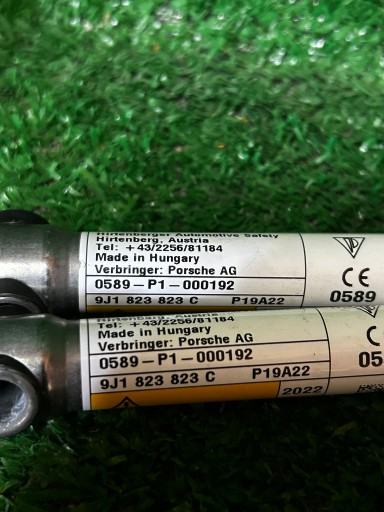 Hirtenberger Automotive Safety
Hirtenberg, Austria
Tel: +43/2256/81184
Made in Hungary
Verbringer: Porsche AG
0589-P1-000192
9J1 823 823 C P19A22
CE
0589
Hirtenberg, Austria
Tel: +43/2256/81184
Made in Hungary
Verbringer: Porsche AG
0589-P1-000192
9J1 823 823 C P19A22
2022